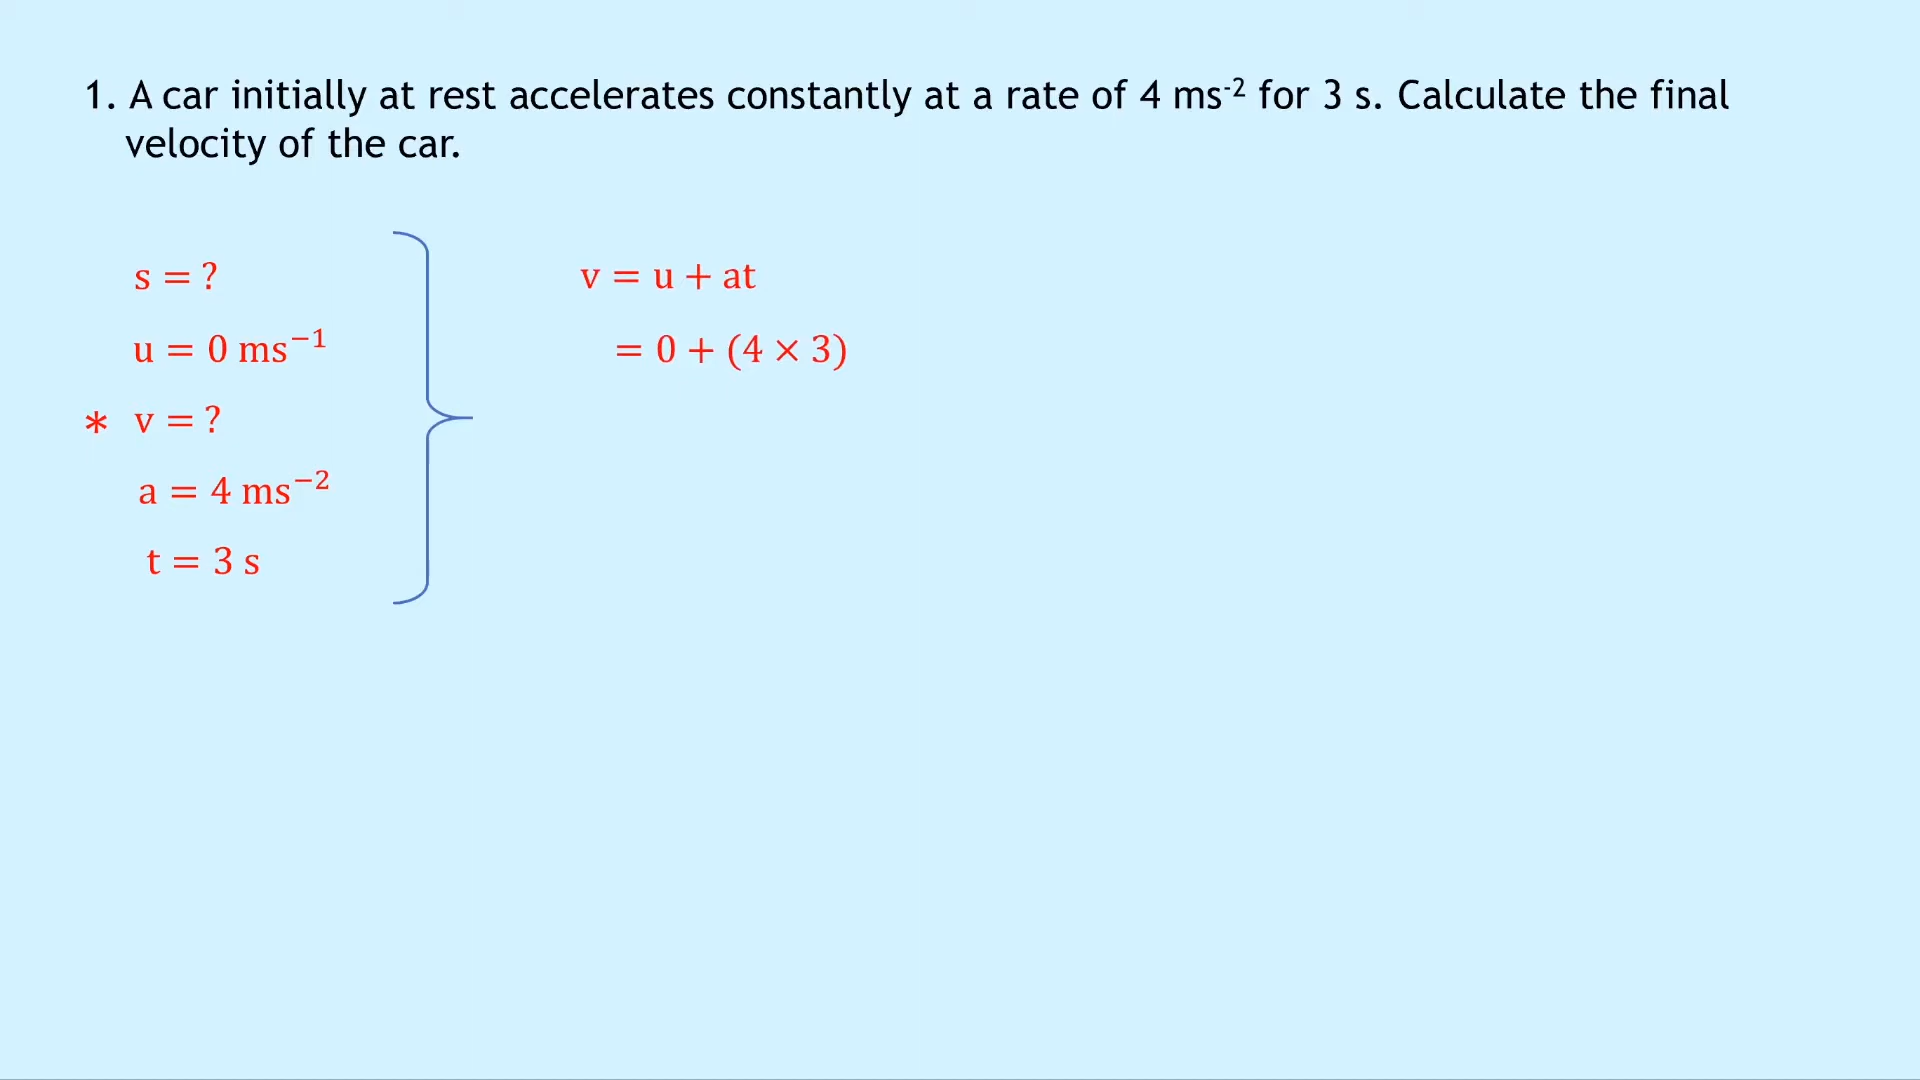 1. A car initially at rest accelerates constantly at a rate of 4 ms⁻² for 3 s. Calculate the final
velocity of the car.
s = ?
u = 0 ms⁻¹
* v = ?
a = 4 ms⁻²
t = 3 s
v = u + at
= 0 + (4 × 3)